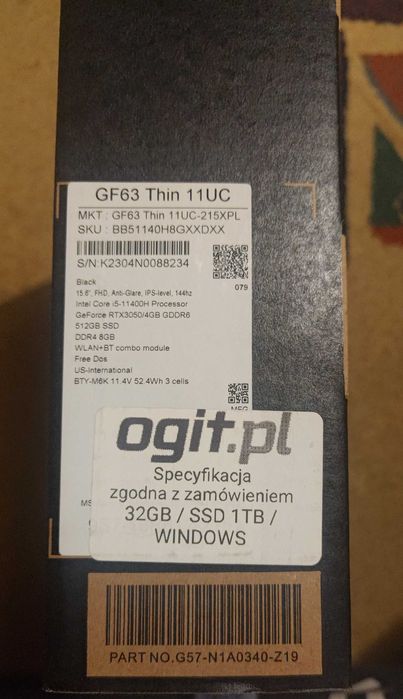 GF63 Thin 11UC
MKT : GF63 Thin 11UC-215XPL
SKU : BB51140H8GXXDXX
S/N:K2304N0088234
079
Black
15.6", FHD, Anti-Glare, IPS-level, 144hz
Intel Core i5-11400H Processor
GeForce RTX3050/4GB GDDR6
512GB SSD
DDR4 8GB
WLAN+BT combo module
Free Dos
US-International
BTY-M6K 11.4V 52.4Wh 3 cells
ogit.pl
Specyfikacja
zgodna z zamówieniem
32GB / SSD 1TB /
WINDOWS
PART NO.G57-N1A0340-Z19